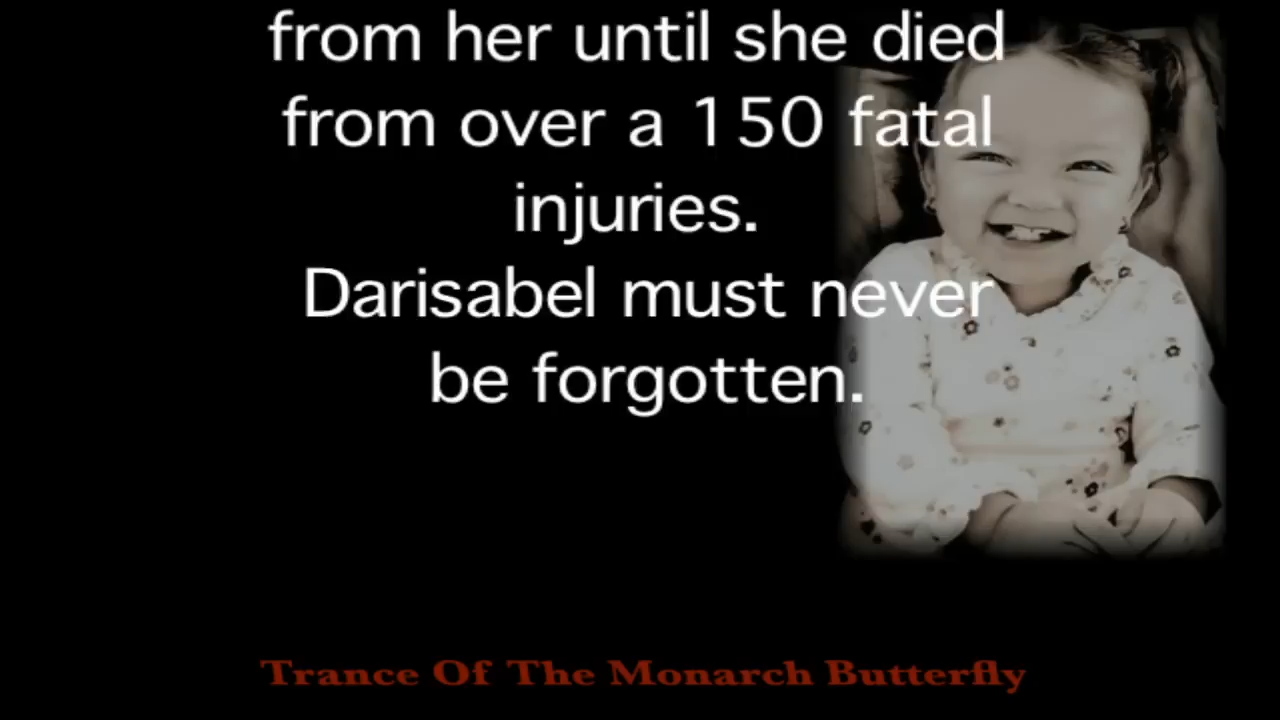 from her until she died
from over a 150 fatal
injuries.
Darisabel must never
be forgotten.
Trance Of The Monarch Butterfly